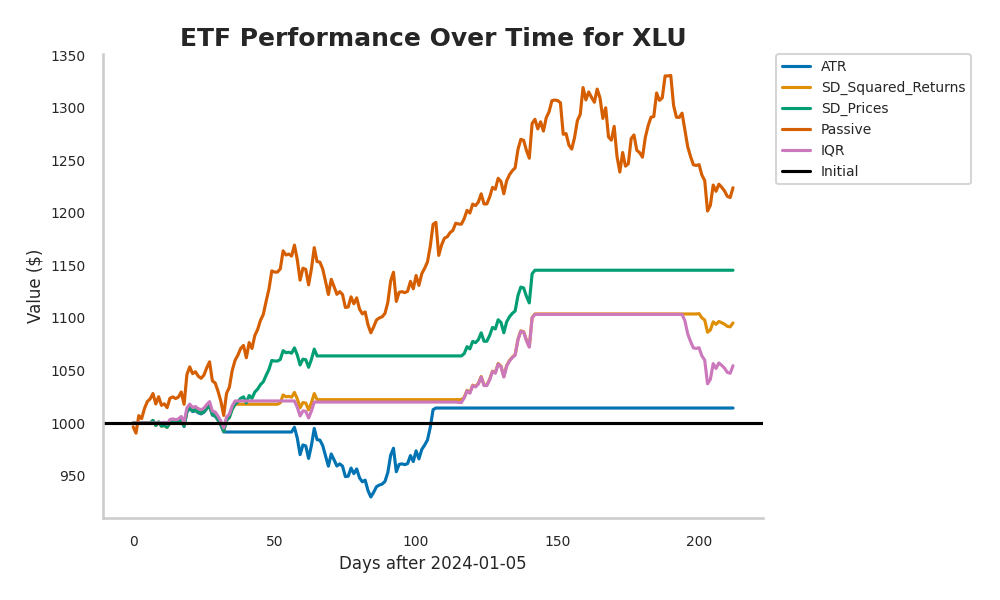 ETF Performance Over Time for XLU
1350
1300
1250
1200
1150
1100
1050
1000
950
Value ($)
0
50
100
150
200
Days after 2024-01-05
ATR
SD_Squared_Returns
SD_Prices
Passive
IQR
Initial